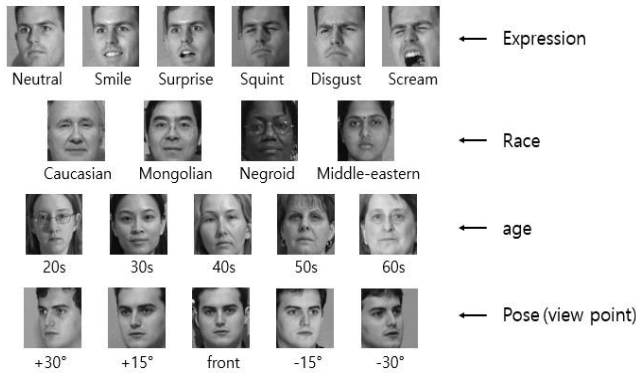 Neutral Smile Surprise Squint Disgust Scream
Expression
Caucasian Mongolian Negroid Middle-eastern
Race
20s 30s 40s 50s 60s
age
+30° +15° front -15° -30°
Pose (view point)